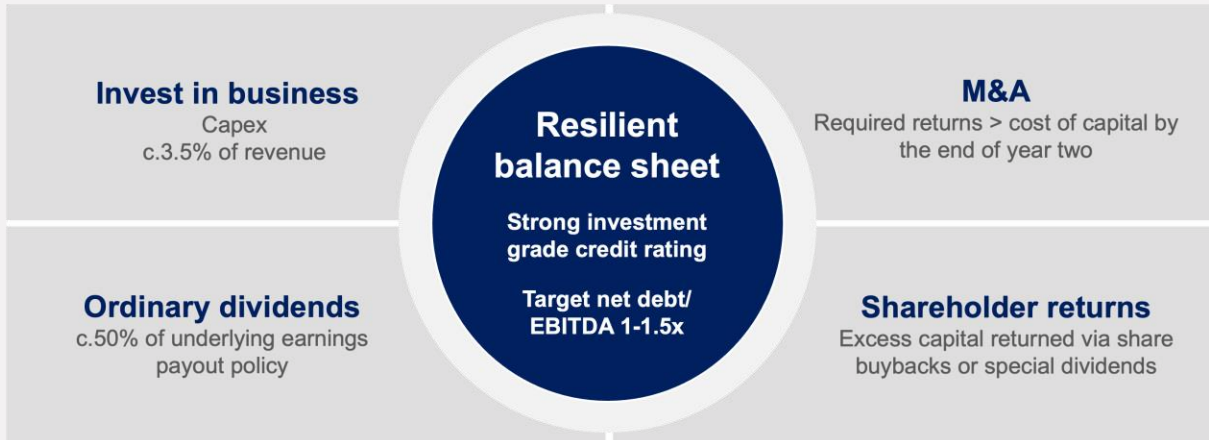 Invest in business
Capex
c.3.5% of revenue
Resilient
balance sheet
Strong investment
grade credit rating
Target net debt/
EBITDA 1-1.5x
M&A
Required returns > cost of capital by
the end of year two
Ordinary dividends
c.50% of underlying earnings
payout policy
Shareholder returns
Excess capital returned via share
buybacks or special dividends